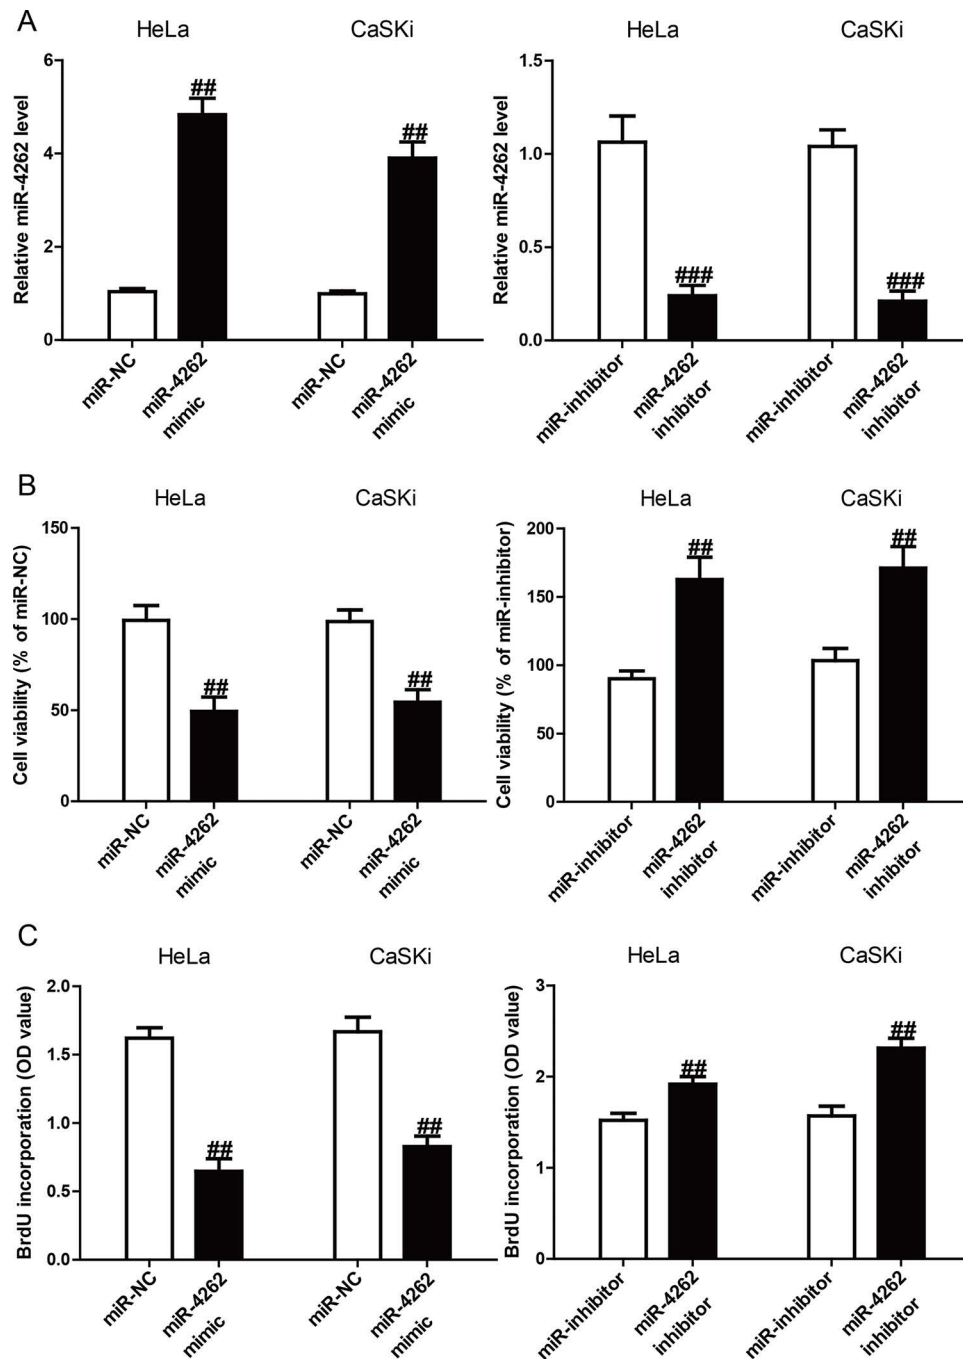 A
HeLa CaSKi
Relative miR-4262 level
6
4
2
0
## ##
miR-NC
miR-4262
mimic
miR-NC
miR-4262
mimic
HeLa CaSKi
Relative miR-4262 level
1.5
1.0
0.5
0.0
### ###
miR-inhibitor
miR-4262
inhibitor
miR-inhibitor
miR-4262
inhibitor
B
HeLa CaSKi
Cell viability (% of miR-NC)
150
100
50
0
## ##
miR-NC
miR-4262
mimic
miR-NC
miR-4262
mimic
HeLa CaSKi
Cell viability (% of miR-inhibitor)
200
150
100
50
0
## ##
miR-inhibitor
miR-4262
inhibitor
miR-inhibitor
miR-4262
inhibitor
C
HeLa CaSKi
BrdU incorporation (OD value)
2.0
1.5
1.0
0.5
0.0
## ##
miR-NC
miR-4262
mimic
miR-NC
miR-4262
mimic
HeLa CaSKi
BrdU incorporation (OD value)
3
2
1
0
## ##
miR-inhibitor
miR-4262
inhibitor
miR-inhibitor
miR-4262
inhibitor